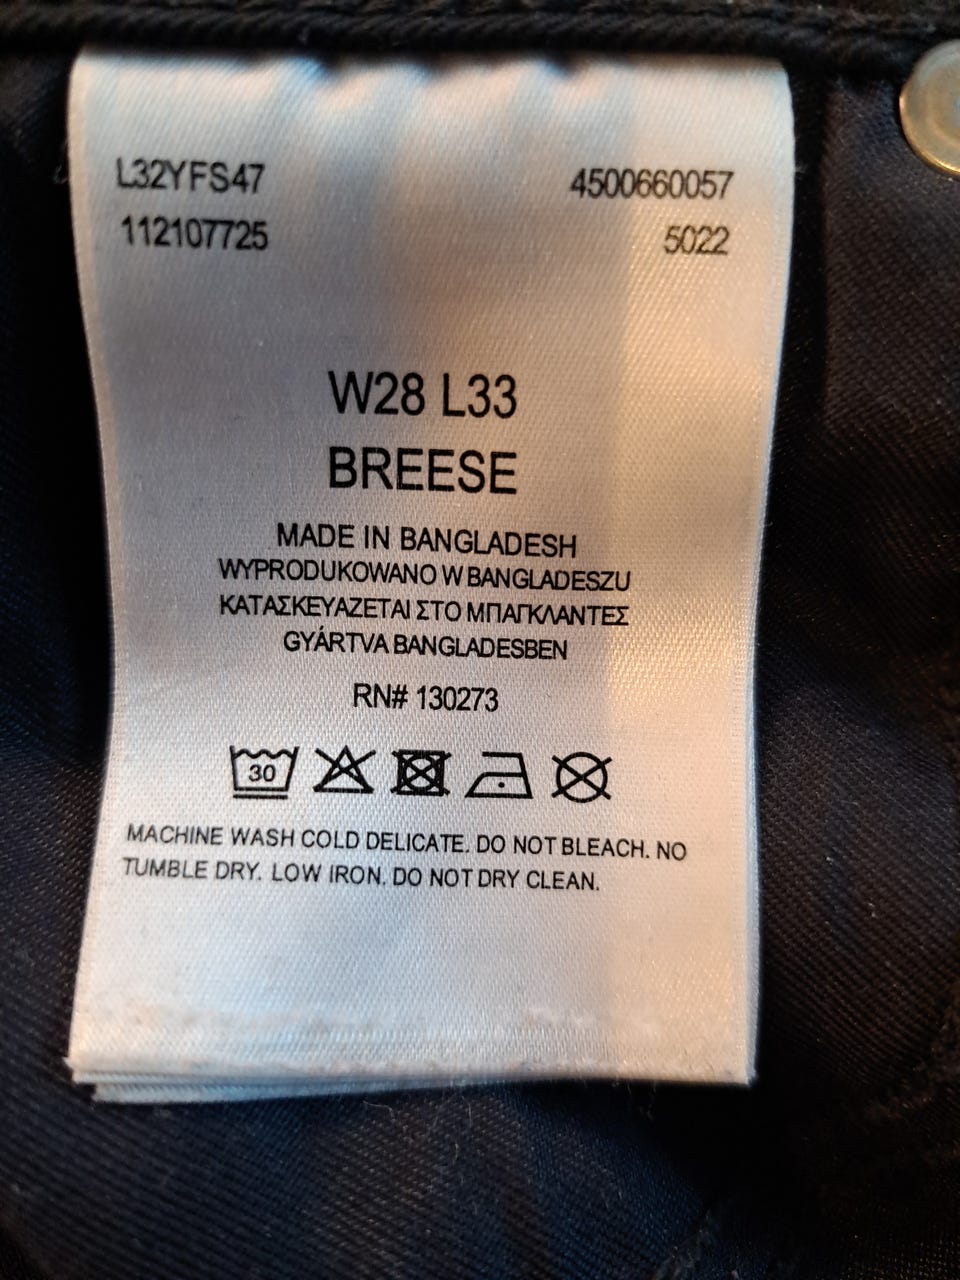 L32YFS47 4500660057
112107725 5022
W28 L33
BREESE
MADE IN BANGLADESH
WYPRODUKOWANO W BANGLADESZU
ΚΑΤΑΣΚΕΥΑΖΕΤΑΙ ΣΤΟ ΜΠΑΓΚΛΑΝΤΕΣ
GYÁRTVA BANGLADESBEN
RN# 130273
30
MACHINE WASH COLD DELICATE. DO NOT BLEACH. NO
TUMBLE DRY. LOW IRON. DO NOT DRY CLEAN.